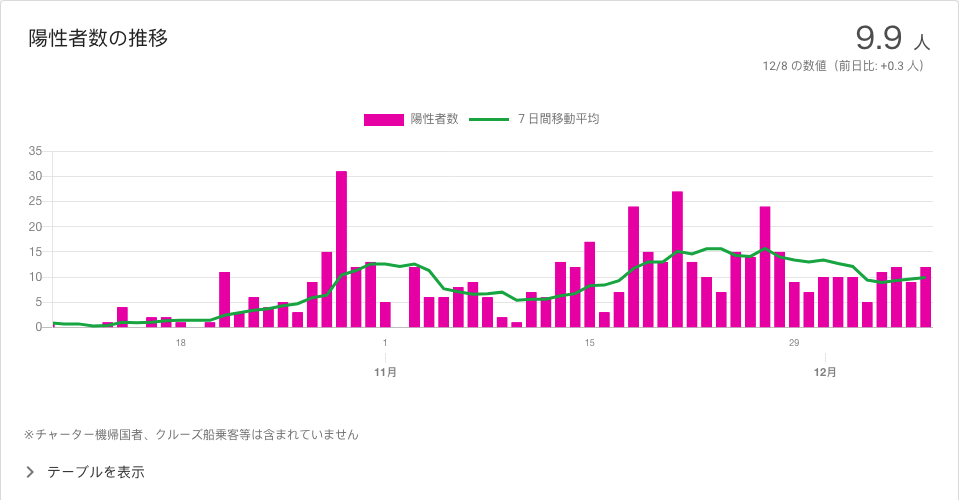 陽性者数の推移
9.9 人
12/8 の数値（前日比: +0.3 人）
陽性者数 7 日間移動平均
35
30
25
20
15
10
5
0
18 1 15 29
11月 12月
※チャーター機帰国者、クルーズ船乗客等は含まれていません
テーブルを表示